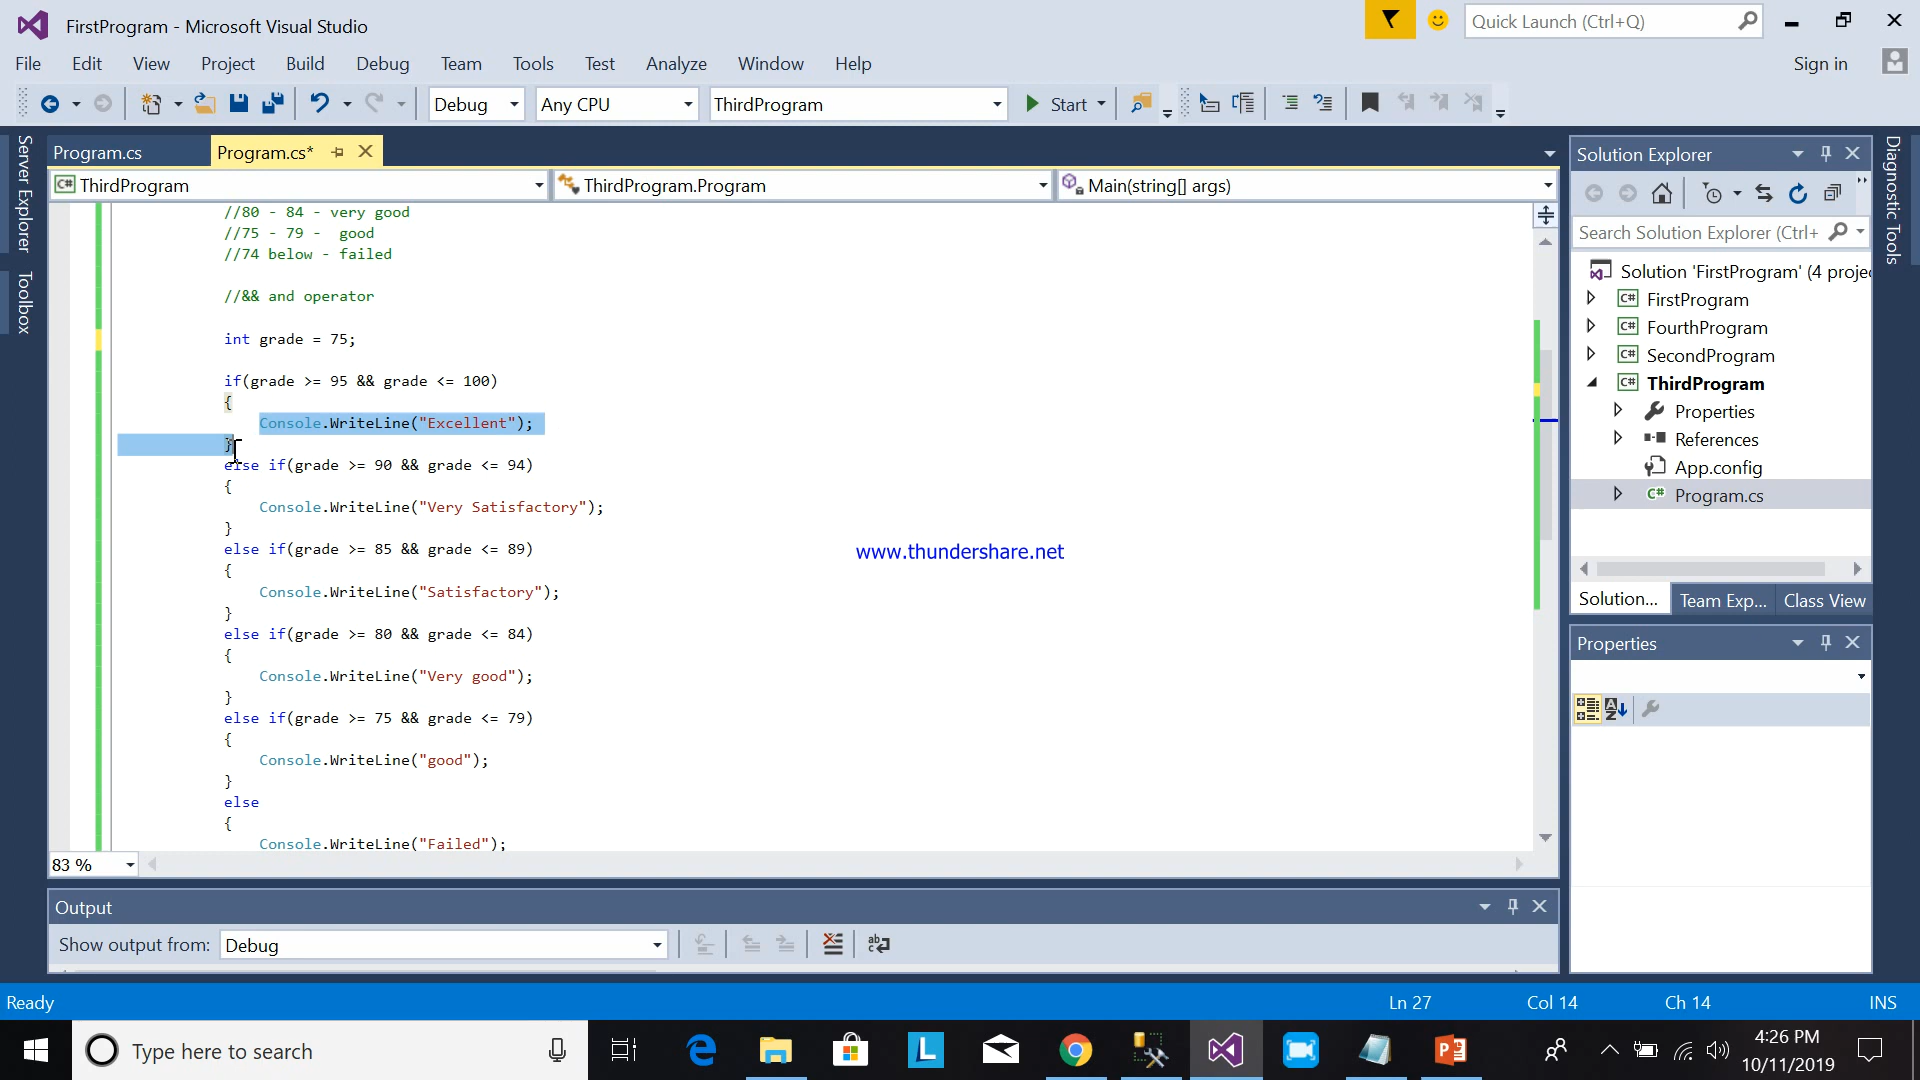 FirstProgram - Microsoft Visual Studio
Quick Launch (Ctrl+Q)
File Edit View Project Build Debug Team Tools Test Analyze Window Help
Sign in
Debug Any CPU ThirdProgram Start
Server Explorer
Toolbox
Program.cs Program.cs*
ThirdProgram ThirdProgram.Program Main(string[] args)
//80 - 84 - very good
//75 - 79 -  good
//74 below - failed
//&& and operator
int grade = 75;
if(grade >= 95 && grade <= 100)
{
Console.WriteLine("Excellent");
}
else if(grade >= 90 && grade <= 94)
{
Console.WriteLine("Very Satisfactory");
}
else if(grade >= 85 && grade <= 89)
{
Console.WriteLine("Satisfactory");
}
else if(grade >= 80 && grade <= 84)
{
Console.WriteLine("Very good");
}
else if(grade >= 75 && grade <= 79)
{
Console.WriteLine("good");
}
else
{
Console.WriteLine("Failed");
83 %
www.thundershare.net
Solution Explorer
Search Solution Explorer (Ctrl+
Solution 'FirstProgram' (4 proje
FirstProgram
FourthProgram
SecondProgram
ThirdProgram
Properties
References
App.config
Program.cs
Solution... Team Exp... Class View
Properties
Diagnostic Tools
Output
Show output from: Debug
Ready Ln 27 Col 14 Ch 14 INS
Type here to search
4:26 PM
10/11/2019